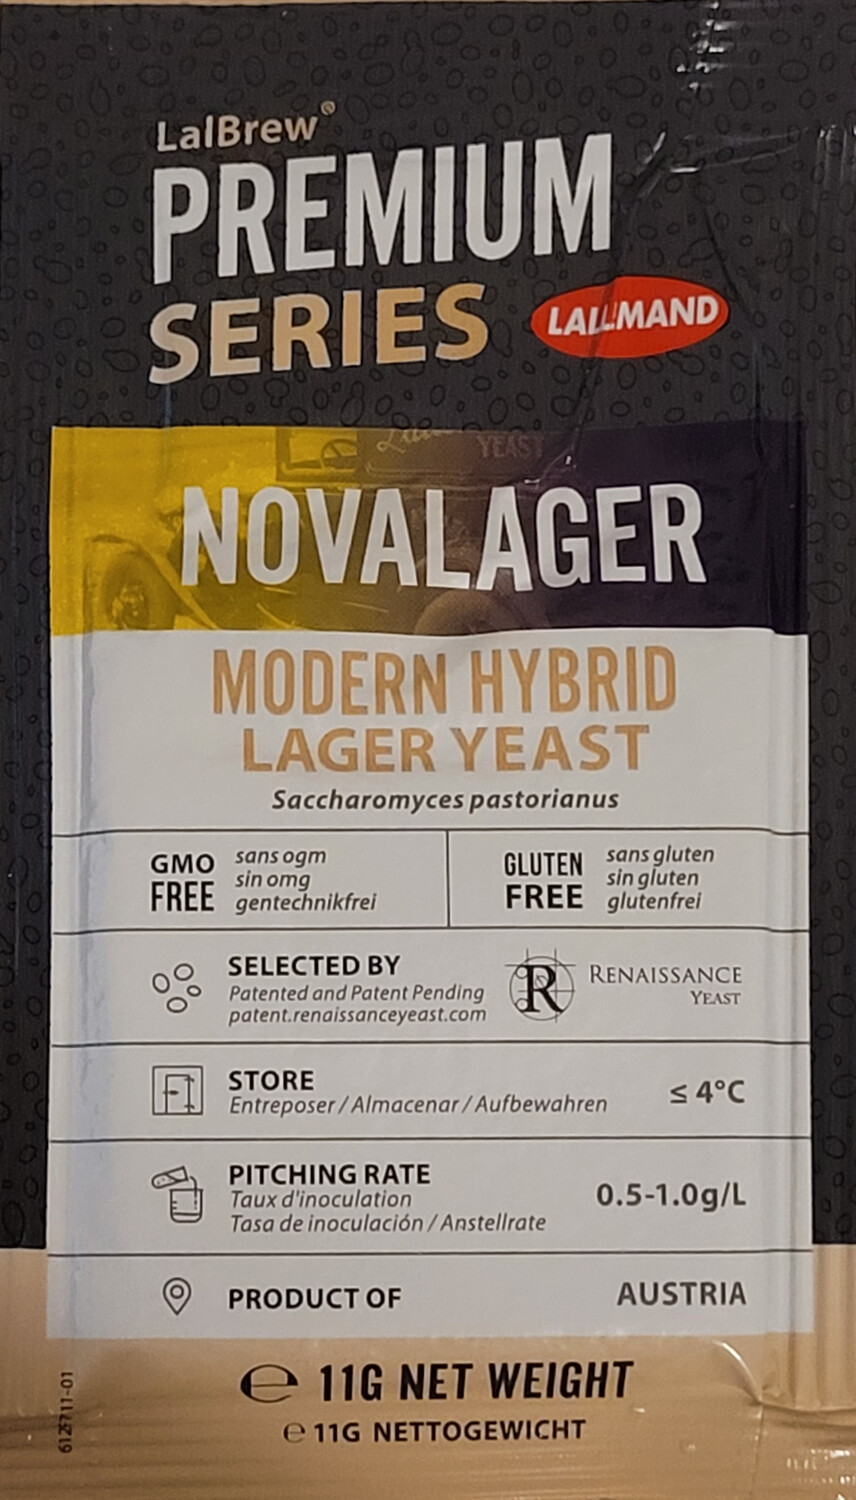 LalBrew®
PREMIUM
SERIES
LALLEMAND
YEAST
NOVALAGER
MODERN HYBRID
LAGER YEAST
Saccharomyces pastorianus
GMO
FREE
sans ogm
sin omg
gentechnikfrei
GLUTEN
FREE
sans gluten
sin gluten
glutenfrei
SELECTED BY
Patented and Patent Pending
patent.renaissanceyeast.com
R
RENAISSANCE
YEAST
STORE
Entreposer / Almacenar / Aufbewahren
≤ 4°C
PITCHING RATE
Taux d'inoculation
Tasa de inoculación / Anstellrate
0.5-1.0g/L
PRODUCT OF
AUSTRIA
℮ 11G NET WEIGHT
℮ 11G NETTOGEWICHT